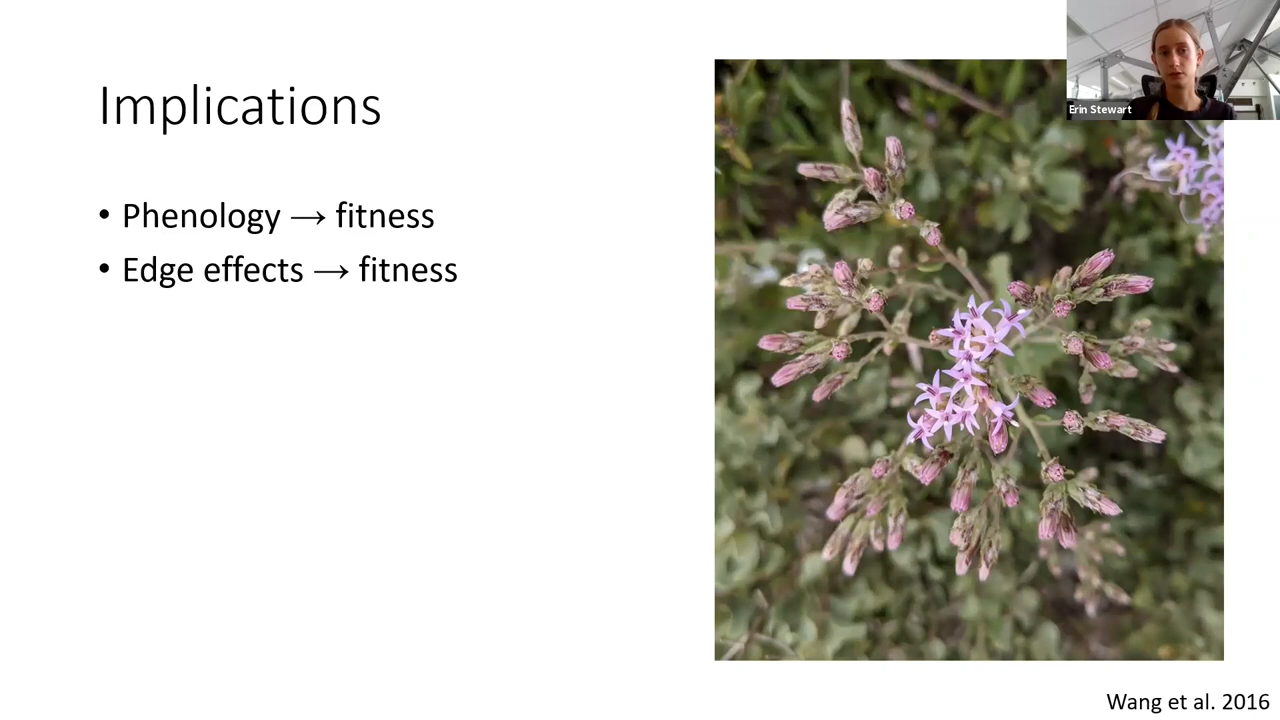 Implications
• Phenology → fitness
• Edge effects → fitness
Erin Stewart
Wang et al. 2016